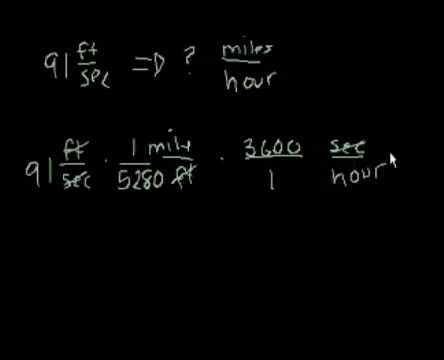 91 ft/sec => ? miles/hour
91 ft/sec · 1 mile/5280 ft · 3600/1 sec/hour